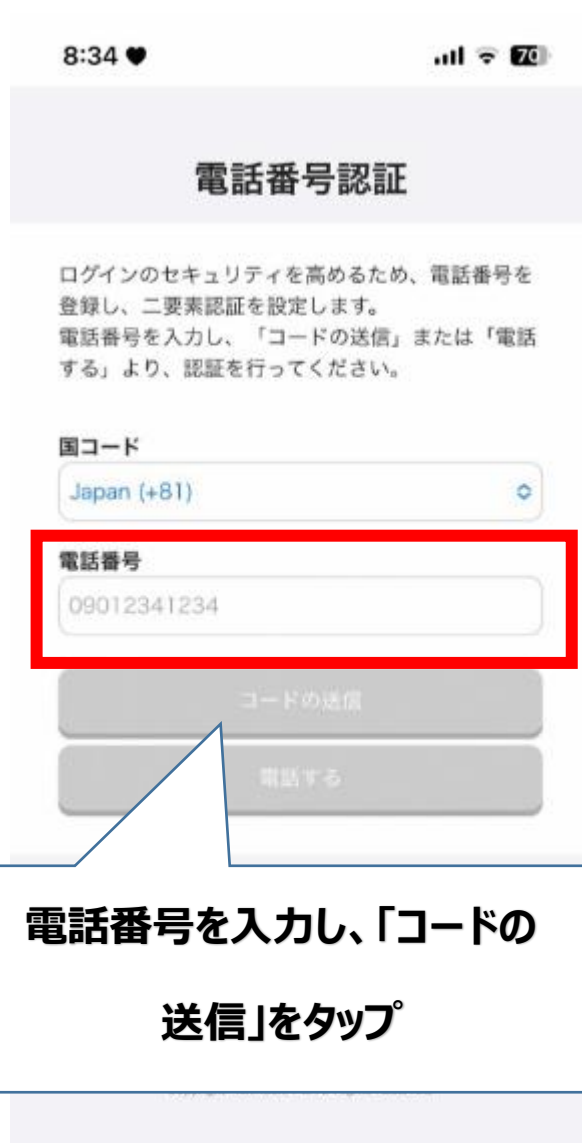 8:34
70
電話番号認証
ログインのセキュリティを高めるため、電話番号を
登録し、二要素認証を設定します。
電話番号を入力し、「コードの送信」または「電話
する」より、認証を行ってください。
国コード
Japan (+81)
電話番号
09012341234
コードの送信
電話する
電話番号を入力し、「コードの
送信」をタップ